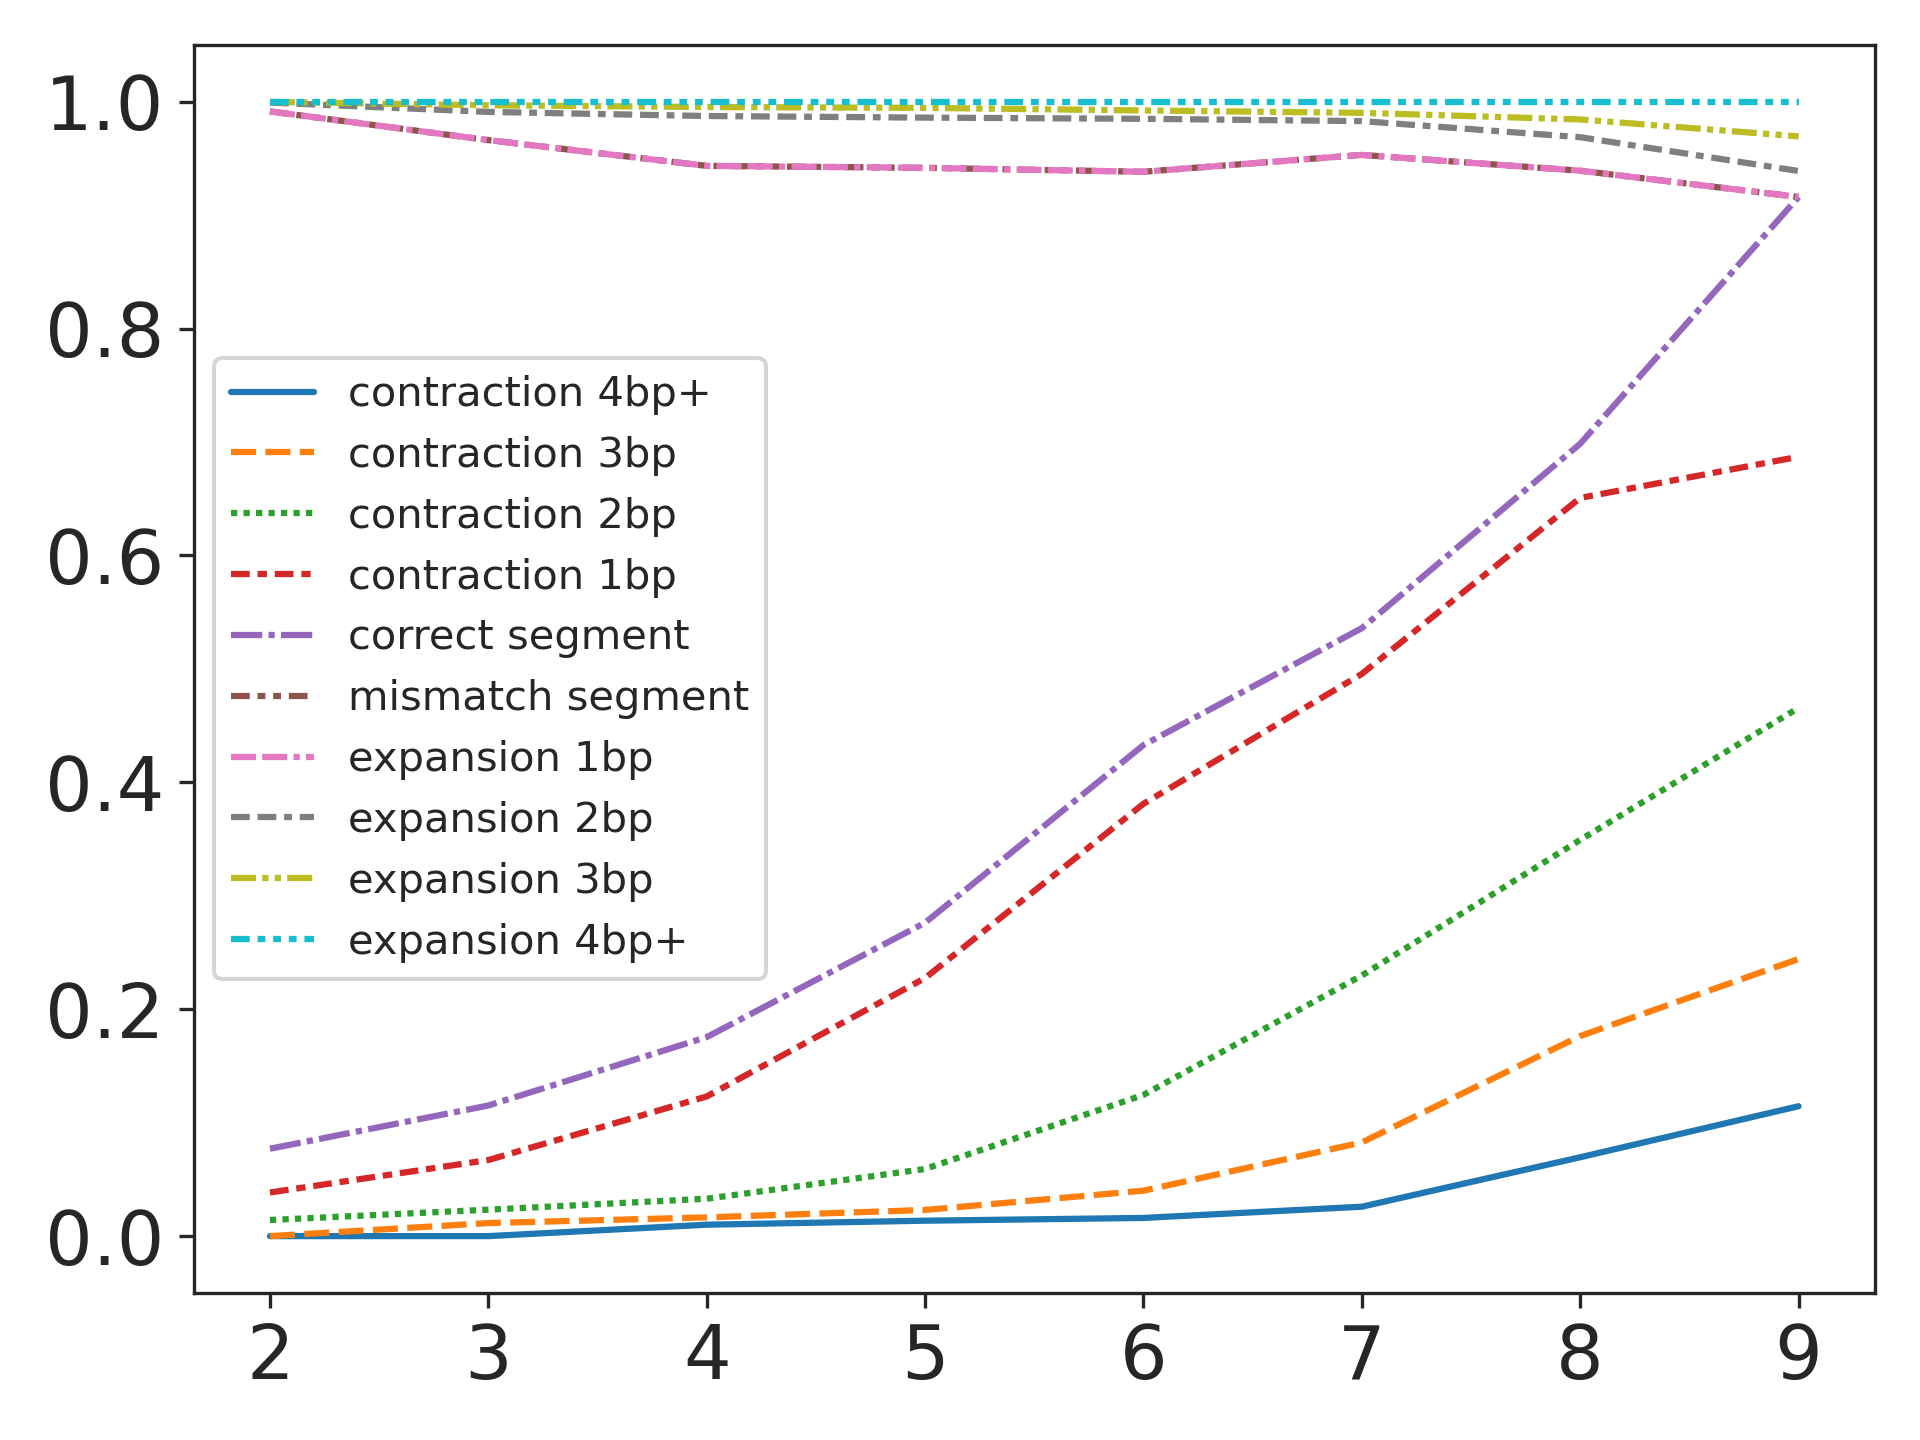 1.0
0.8
0.6
0.4
0.2
0.0
contraction 4bp+
contraction 3bp
contraction 2bp
contraction 1bp
correct segment
mismatch segment
expansion 1bp
expansion 2bp
expansion 3bp
expansion 4bp+
2 3 4 5 6 7 8 9